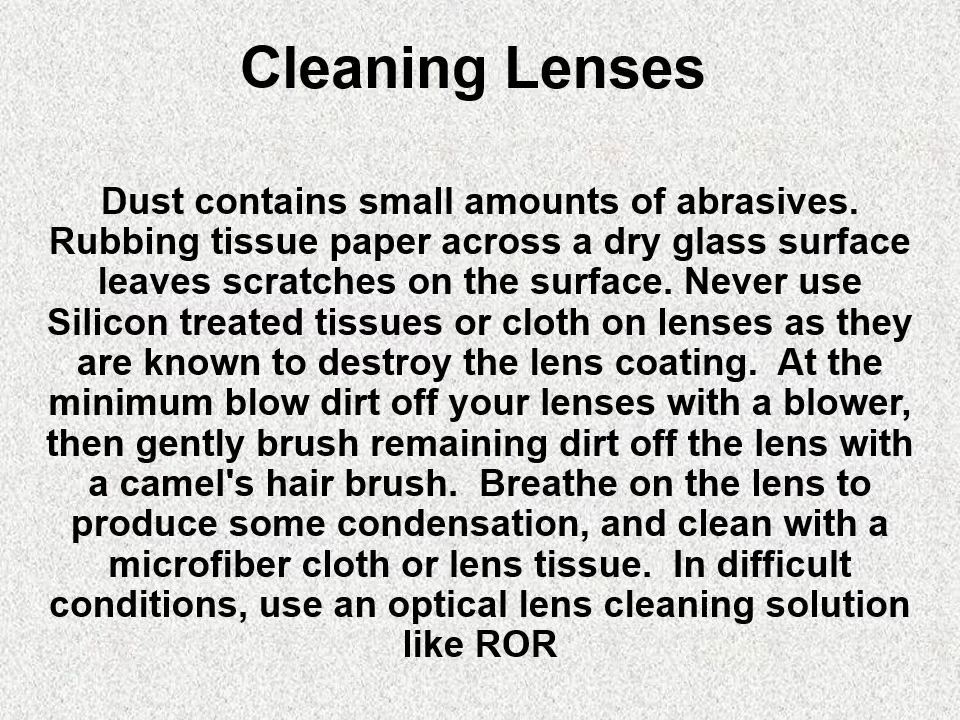 Cleaning Lenses
Dust contains small amounts of abrasives.
Rubbing tissue paper across a dry glass surface
leaves scratches on the surface. Never use
Silicon treated tissues or cloth on lenses as they
are known to destroy the lens coating.  At the
minimum blow dirt off your lenses with a blower,
then gently brush remaining dirt off the lens with
a camel's hair brush.  Breathe on the lens to
produce some condensation, and clean with a
microfiber cloth or lens tissue.  In difficult
conditions, use an optical lens cleaning solution
like ROR